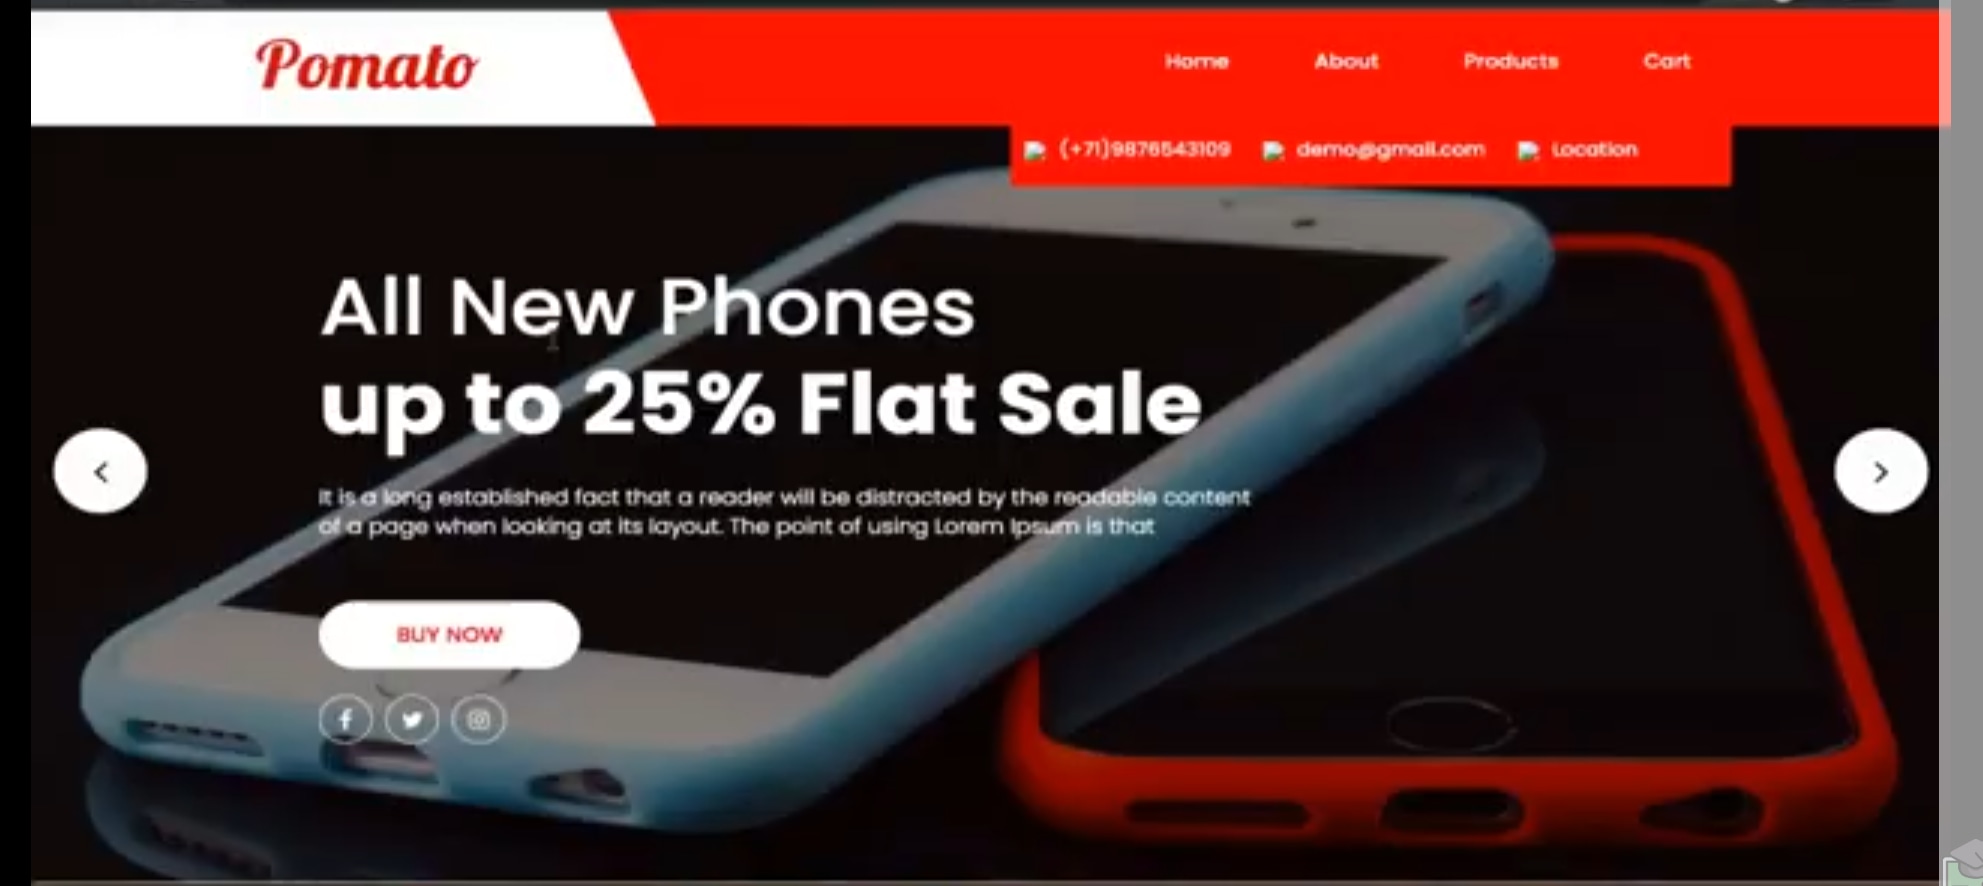 Pomato
Home About Products Cart
(+71)9876543109 demo@gmail.com Location
All New Phones
up to 25% Flat Sale
It is a long established fact that a reader will be distracted by the readable content
of a page when looking at its layout. The point of using Lorem Ipsum is that
BUY NOW